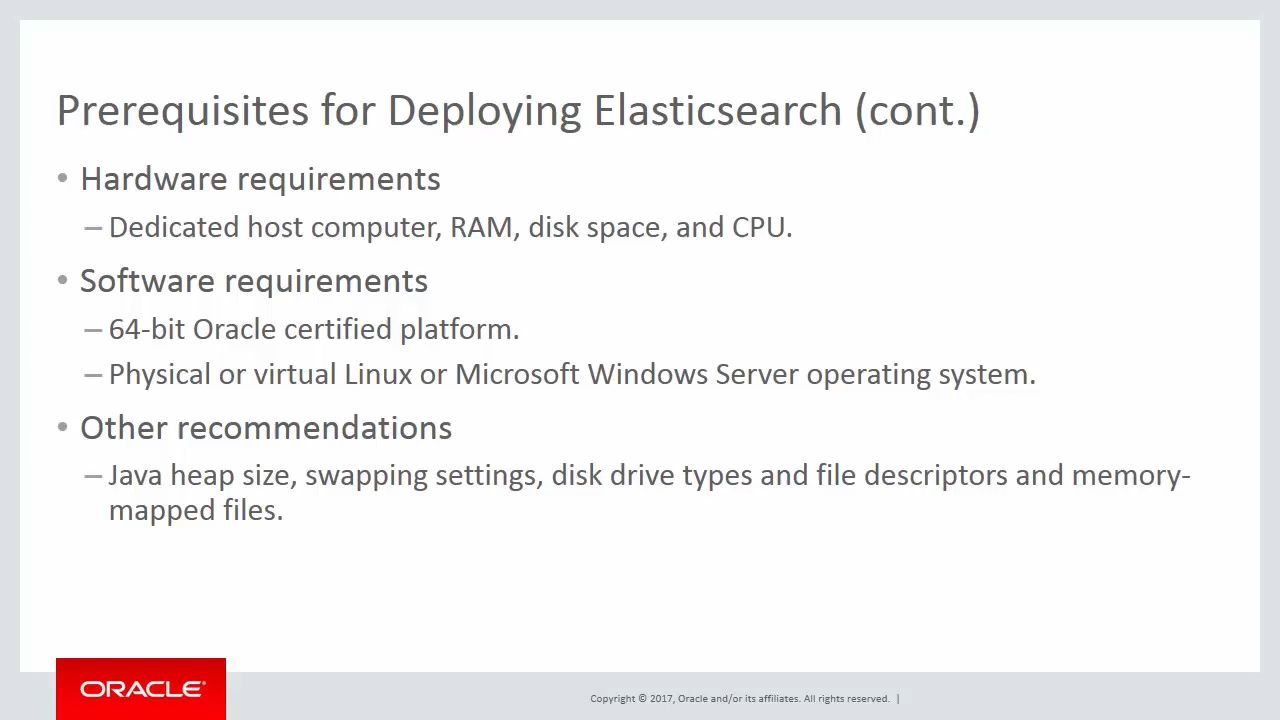 Prerequisites for Deploying Elasticsearch (cont.)
• Hardware requirements
– Dedicated host computer, RAM, disk space, and CPU.
• Software requirements
– 64-bit Oracle certified platform.
– Physical or virtual Linux or Microsoft Windows Server operating system.
• Other recommendations
– Java heap size, swapping settings, disk drive types and file descriptors and memory-
mapped files.
ORACLE®
Copyright © 2017, Oracle and/or its affiliates. All rights reserved. |